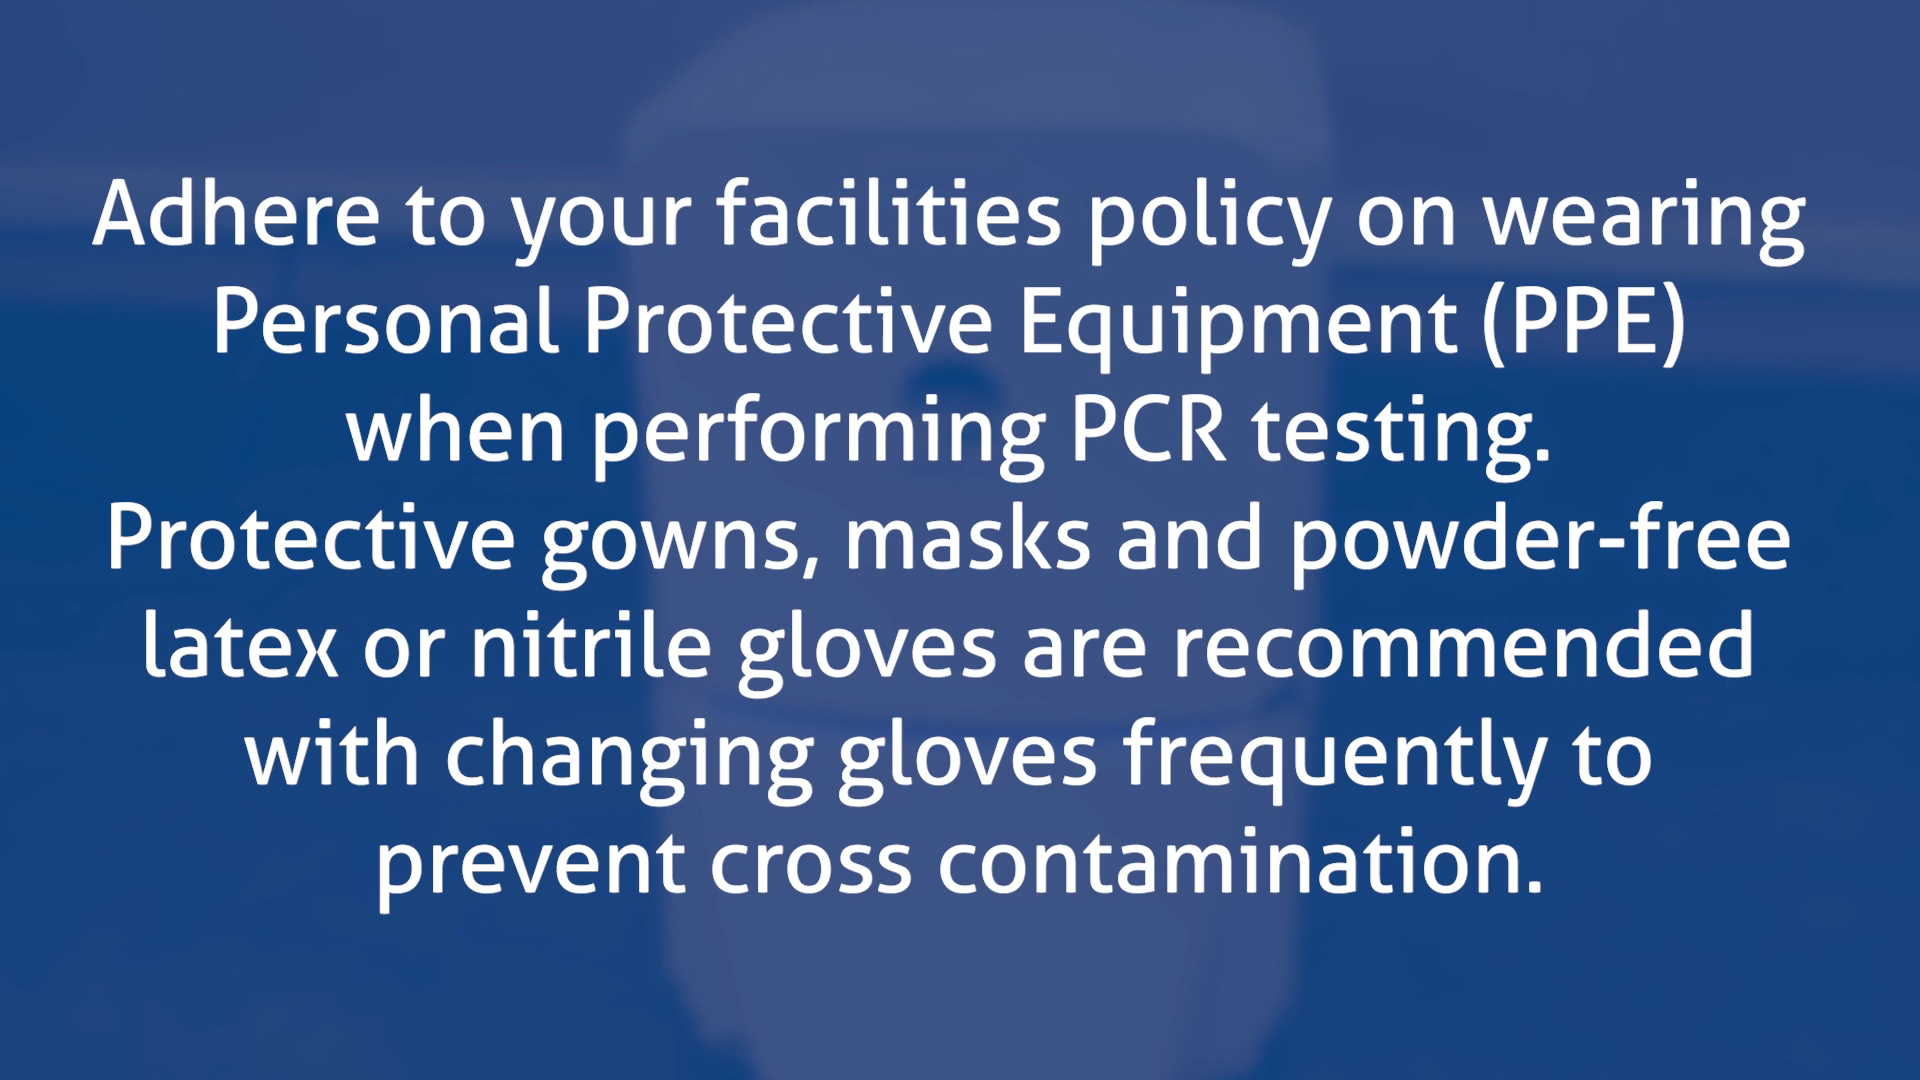 Adhere to your facilities policy on wearing
Personal Protective Equipment (PPE)
when performing PCR testing.
Protective gowns, masks and powder-free
latex or nitrile gloves are recommended
with changing gloves frequently to
prevent cross contamination.